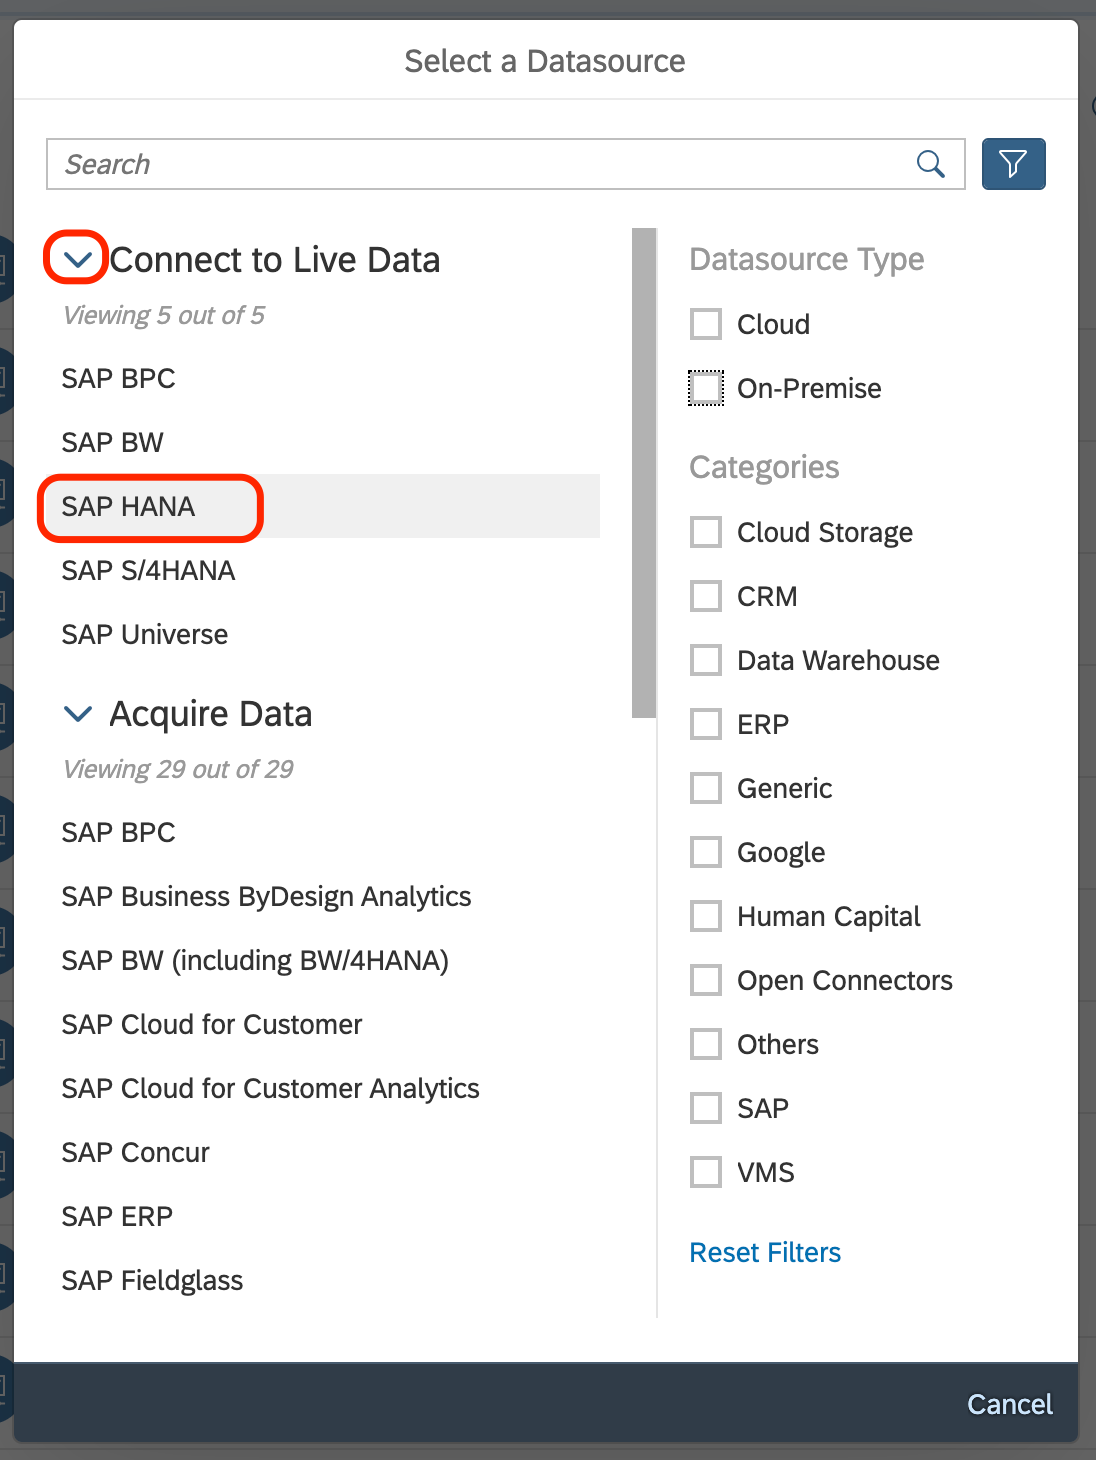 Select a Datasource
Search
Connect to Live Data
Viewing 5 out of 5
SAP BPC
SAP BW
SAP HANA
SAP S/4HANA
SAP Universe
Acquire Data
Viewing 29 out of 29
SAP BPC
SAP Business ByDesign Analytics
SAP BW (including BW/4HANA)
SAP Cloud for Customer
SAP Cloud for Customer Analytics
SAP Concur
SAP ERP
SAP Fieldglass
Datasource Type
Cloud
On-Premise
Categories
Cloud Storage
CRM
Data Warehouse
ERP
Generic
Google
Human Capital
Open Connectors
Others
SAP
VMS
Reset Filters
Cancel